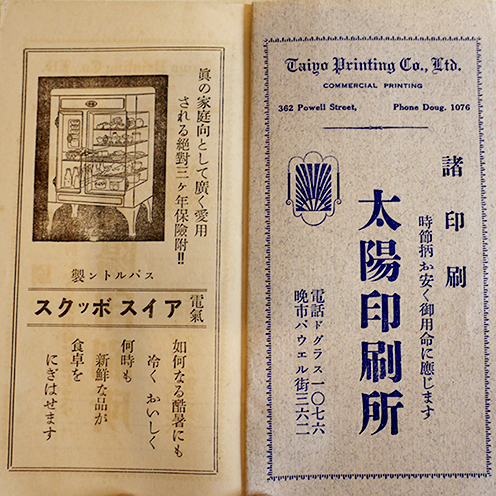 眞の家庭向として廣く愛用
される絕對三ヶ年保險附!!
製ントルバス
電氣
クスッボ スイア
如何なる酷暑にも
冷く おいしく
何時も
新鮮な品が
食卓を
にぎはせます
Taiyo Printing Co., Ltd.
COMMERCIAL PRINTING
362 Powell Street, Phone Doug. 1076
諸印刷
時節柄お安く御用命に應じます
太陽印刷所
電話ドグラス一〇七六
晩市パウエル街三六二